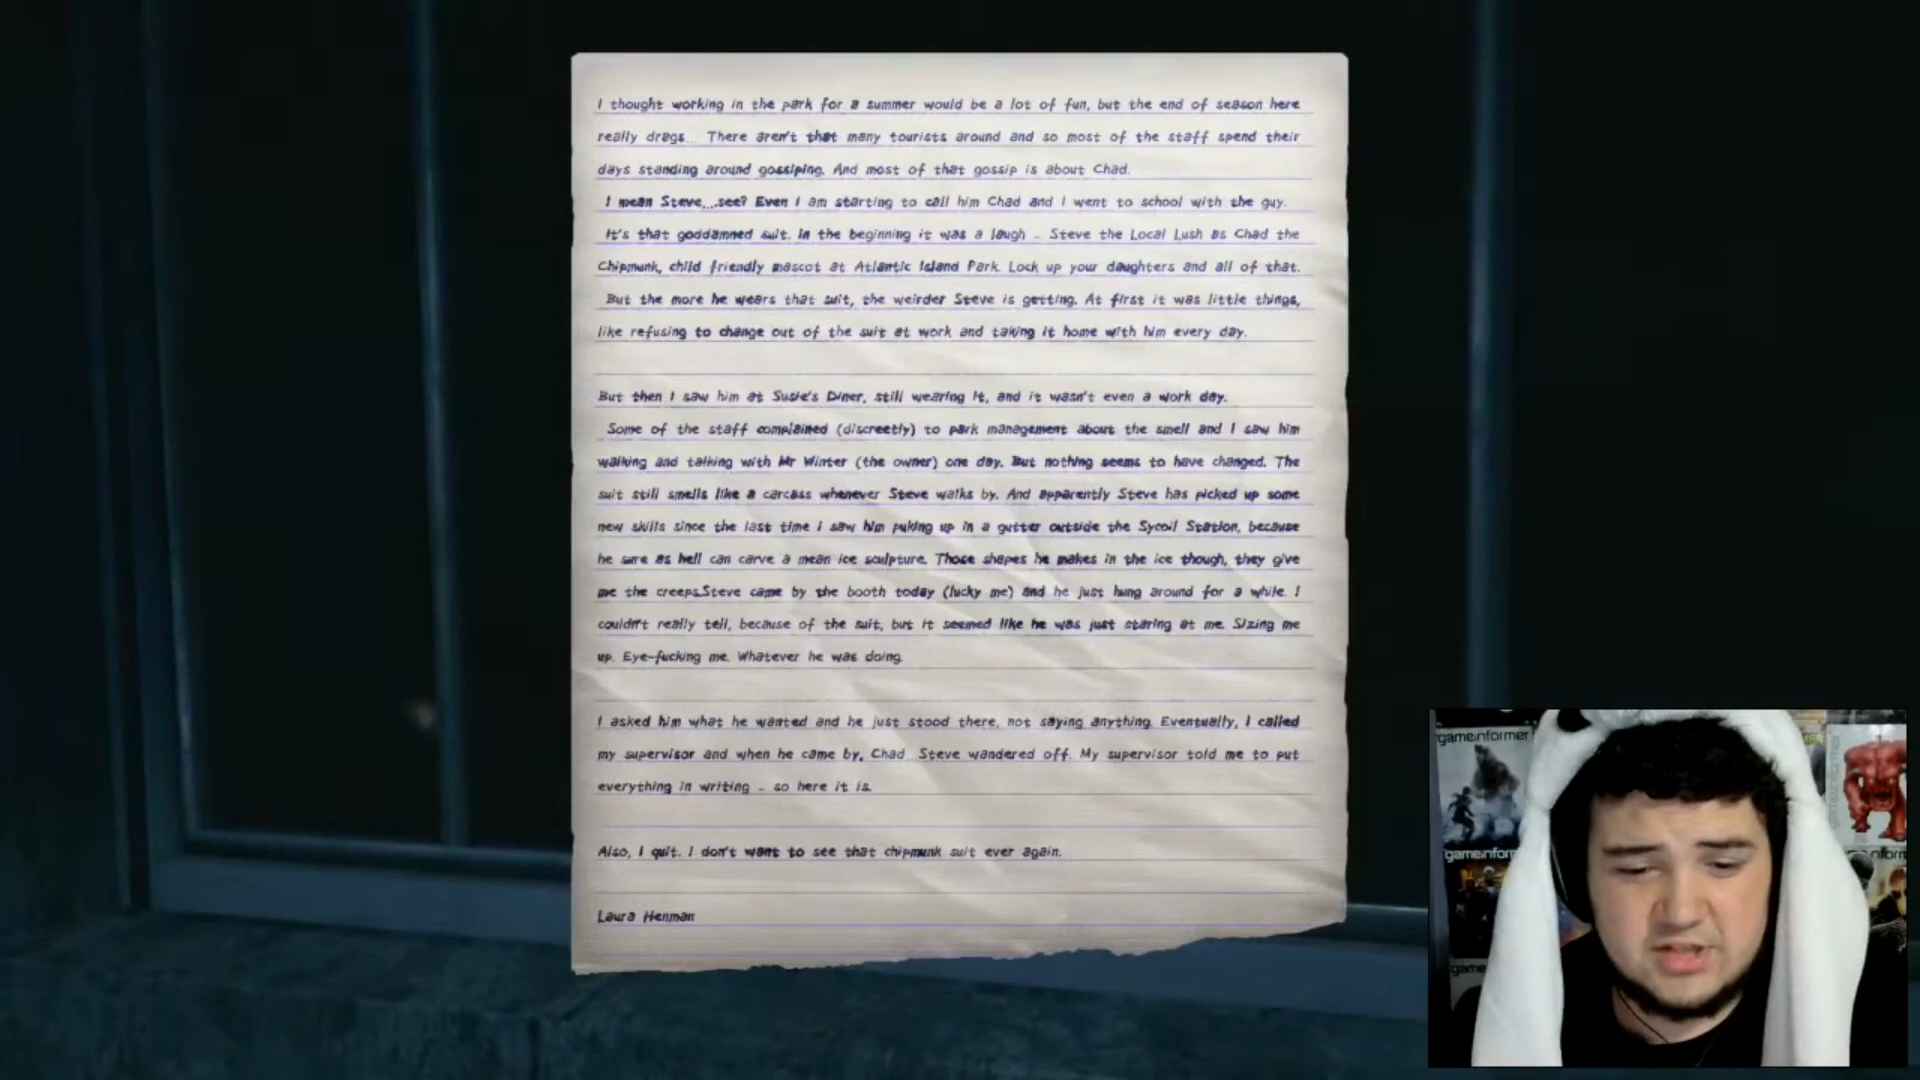 I thought working in the park for a summer would be a lot of fun, but the end of season here
really drags... There aren't that many tourists around and so most of the staff spend their
days standing around gossiping. And most of that gossip is about Chad.
I mean Steve....see? Even I am starting to call him Chad and I went to school with the guy.
It's that goddamned suit. In the beginning it was a laugh - Steve the Local Lush as Chad the
Chipmunk, child friendly mascot at Atlantic Island Park. Lock up your daughters and all of that.
But the more he wears that suit, the weirder Steve is getting. At first it was little things,
like refusing to change out of the suit at work and taking it home with him every day.
But then I saw him at Susie's Diner, still wearing it, and it wasn't even a work day.
Some of the staff complained (discreetly) to park management about the smell and I saw him
walking and talking with Mr Winter (the owner) one day. But nothing seems to have changed. The
suit still smells like a carcass whenever Steve walks by. And apparently Steve has picked up some
new skills since the last time I saw him puking up in a gutter outside the Sycoil Station, because
he sure as hell can carve a mean ice sculpture. Those shapes he makes in the ice though, they give
me the creeps.Steve came by the booth today (lucky me) and he just hung around for a while. I
couldn't really tell, because of the suit, but it seemed like he was just staring at me. Sizing me
up. Eye-fucking me. Whatever he was doing.
I asked him what he wanted and he just stood there, not saying anything. Eventually, I called
my supervisor and when he came by, Chad...Steve wandered off. My supervisor told me to put
everything in writing - so here it is.
Also, I quit. I don't want to see that chipmunk suit ever again.
Laura Henman
gameinformer
gameinfor
nform
game